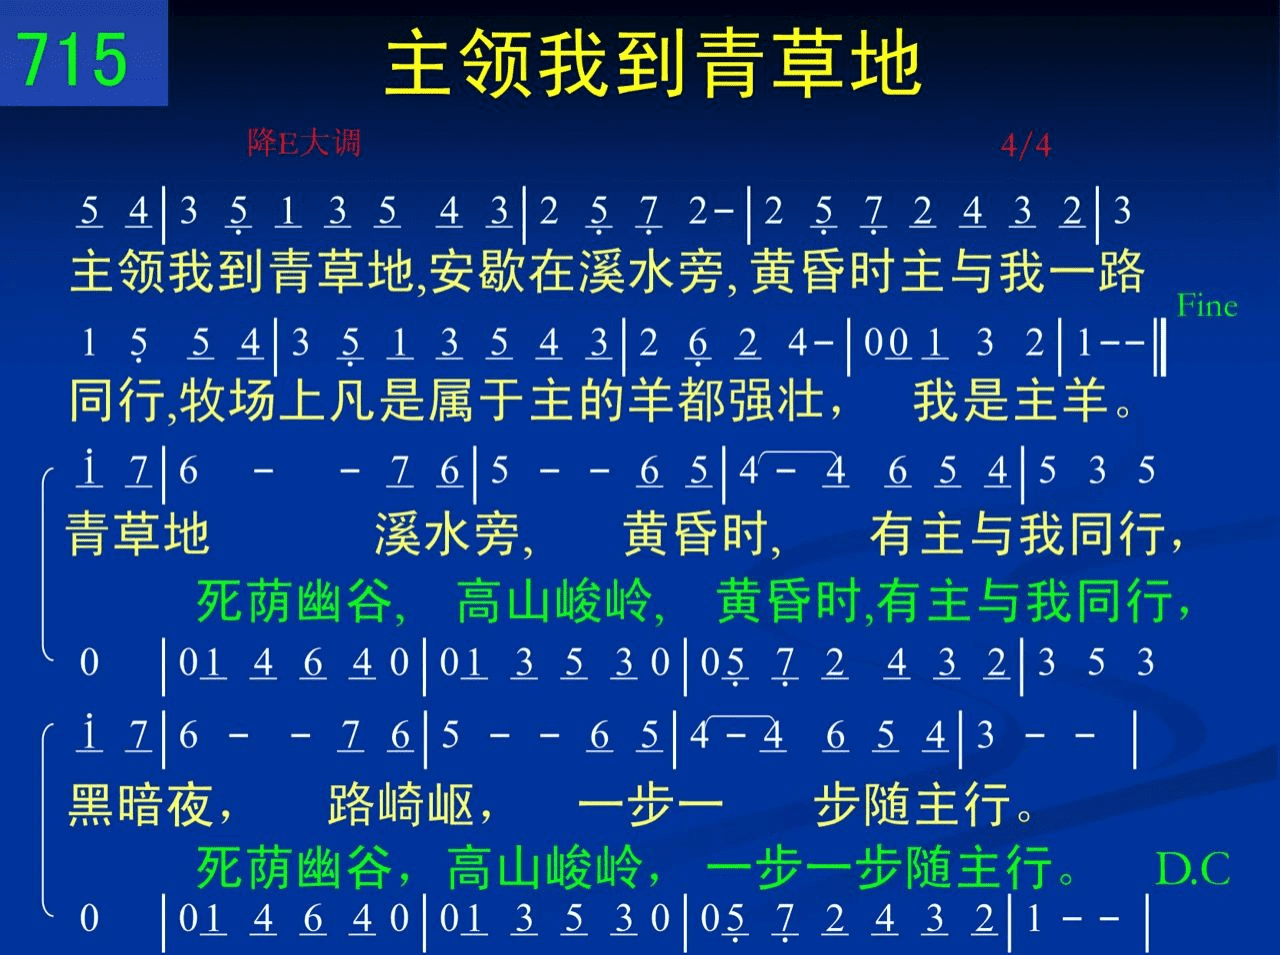 715
主领我到青草地
降E大调 4/4
5 4|3 5̣ 1 3 5 4 3|2 5̣ 7̣ 2-|2 5̣ 7̣ 2 4 3 2|3
主领我到青草地,安歇在溪水旁,黄昏时主与我一路
Fine
1 5̣ 5 4|3 5̣ 1 3 5 4 3|2 6̣ 2 4-|00 1 3 2|1--‖
同行,牧场上凡是属于主的羊都强壮， 我是主羊。
i 7|6 - - 7 6|5 - - 6 5|4 - 4 6 5 4|5 3 5
青草地 溪水旁, 黄昏时, 有主与我同行，
死荫幽谷, 高山峻岭, 黄昏时,有主与我同行，
0 |01 4 6 4 0|01 3 5 3 0|05̣ 7̣ 2 4 3 2|3 5 3
i 7|6 - - 7 6|5 - - 6 5|4 - 4 6 5 4|3 - - |
黑暗夜， 路崎岖， 一步一 步随主行。
死荫幽谷， 高山峻岭， 一步一步随主行。 D.C
0 |01 4 6 4 0|01 3 5 3 0|05̣ 7̣ 2 4 3 2|1 - - |